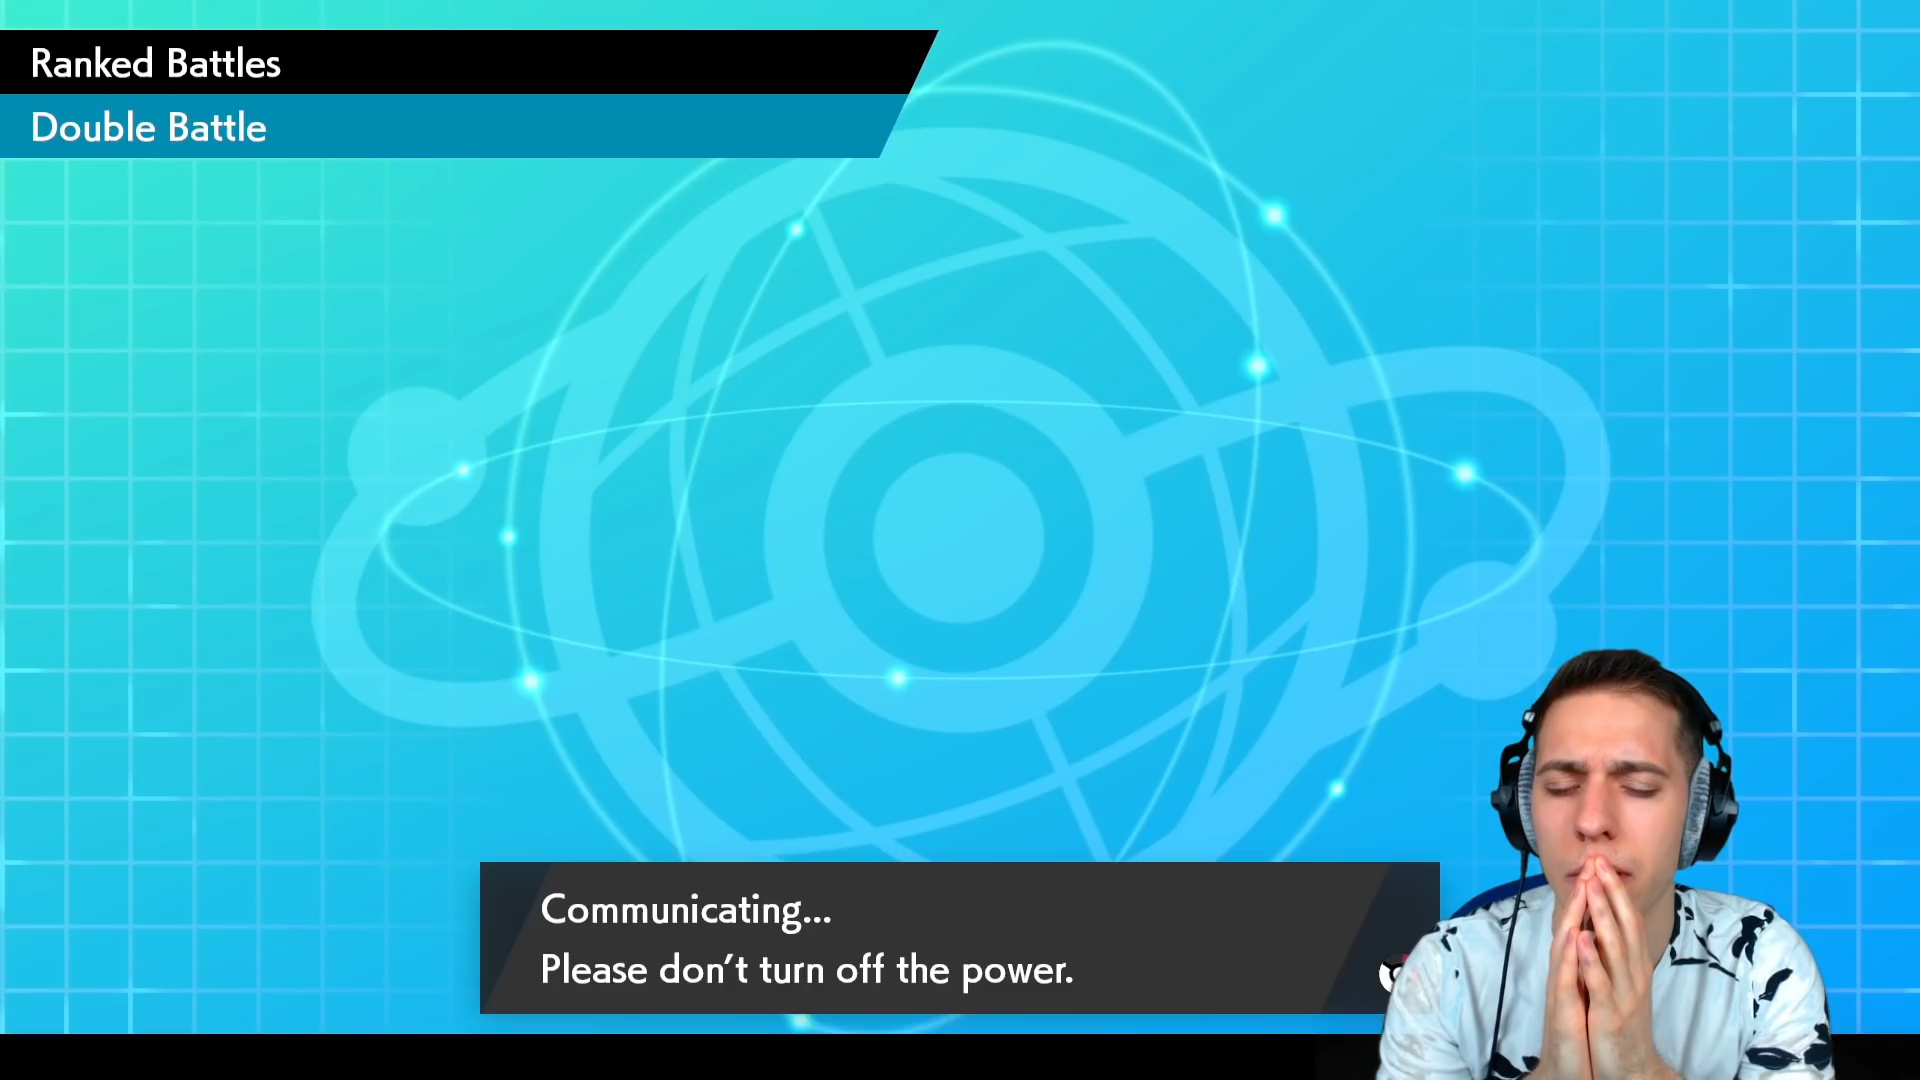 Ranked Battles
Double Battle
Communicating...
Please don't turn off the power.